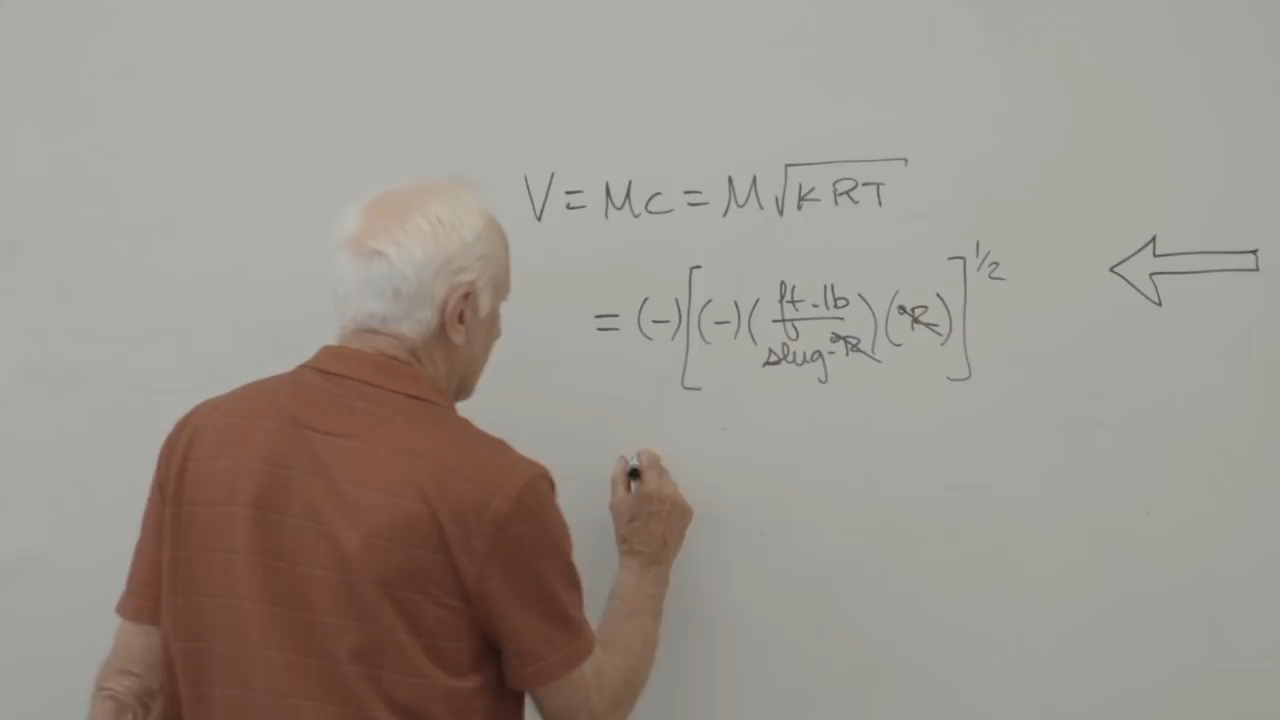 V = Mc = M√KRT
= (-)[(-)(ft-lb/slug-°R)(°R)]^1/2